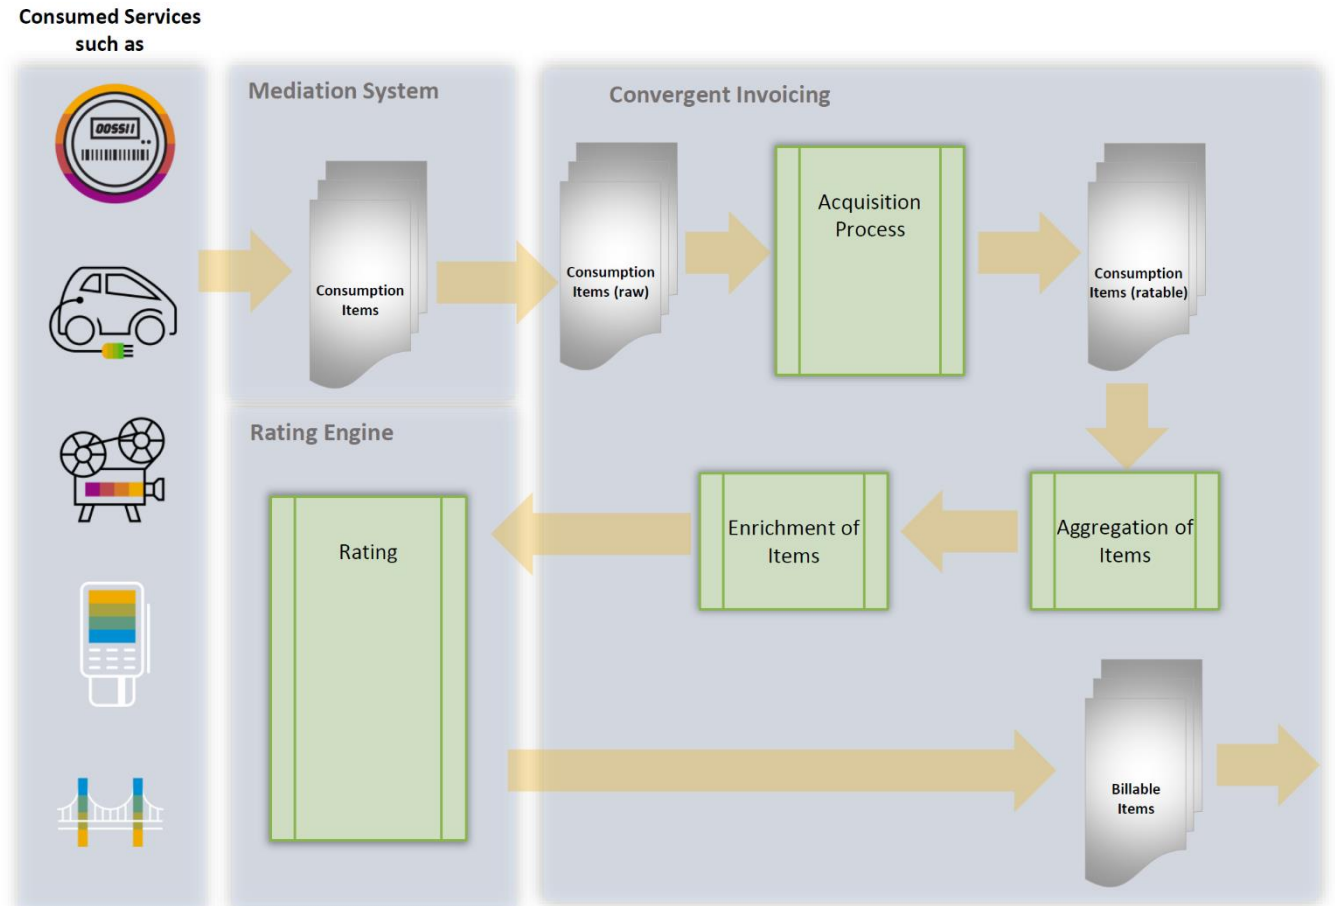 Consumed Services
such as
Mediation System
Convergent Invoicing
00SSII
Consumption
Items
Consumption
Items (raw)
Acquisition
Process
Consumption
Items (ratable)
Rating Engine
Rating
Enrichment of
Items
Aggregation of
Items
Billable
Items